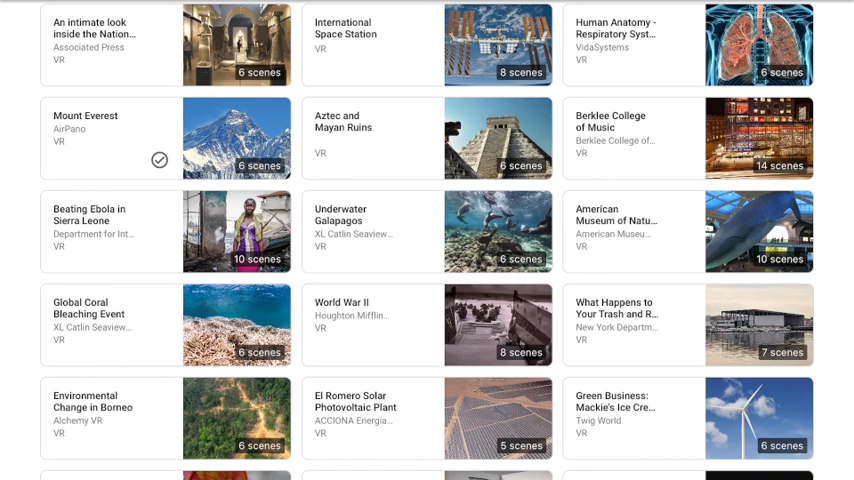 An intimate look
inside the Nation...
Associated Press
VR
6 scenes
International
Space Station
VR
8 scenes
Human Anatomy -
Respiratory Syst...
VidaSystems
VR
6 scenes
Mount Everest
AirPano
VR
6 scenes
Aztec and
Mayan Ruins
VR
6 scenes
Berklee College
of Music
Berklee College of...
VR
14 scenes
Beating Ebola in
Sierra Leone
Department for Int...
VR
10 scenes
Underwater
Galapagos
XL Catlin Seaview...
VR
6 scenes
American
Museum of Natu...
American Museu...
VR
10 scenes
Global Coral
Bleaching Event
XL Catlin Seaview...
VR
6 scenes
World War II
Houghton Mifflin...
VR
8 scenes
What Happens to
Your Trash and R...
New York Departm...
VR
7 scenes
Environmental
Change in Borneo
Alchemy VR
VR
6 scenes
El Romero Solar
Photovoltaic Plant
ACCIONA Energía...
VR
5 scenes
Green Business:
Mackie's Ice Cre...
Twig World
VR
6 scenes